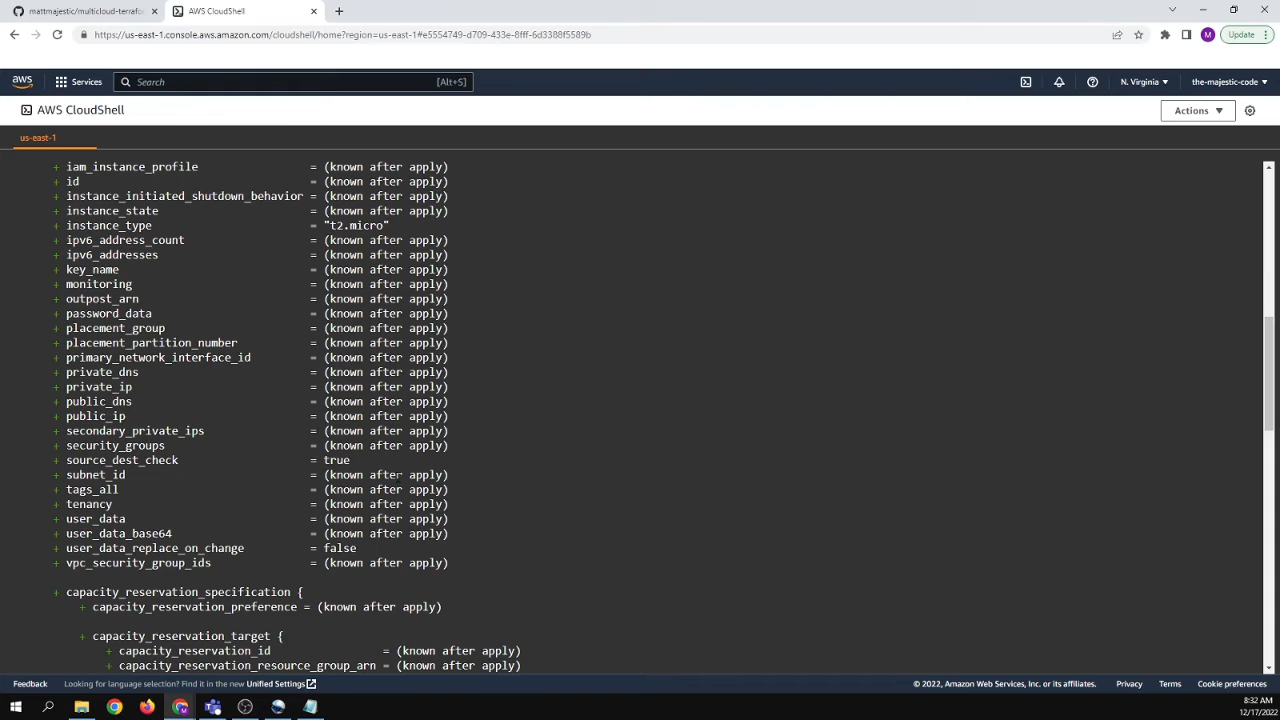 mattmajestic/multicloud-terrafo
AWS CloudShell
https://us-east-1.console.aws.amazon.com/cloudshell/home?region=us-east-1#e5554749-d709-433e-8fff-6d3388f5589b
M
Update
aws
Services
Search
[Alt+S]
N. Virginia
the-majestic-code
AWS CloudShell
Actions
us-east-1
+ iam_instance_profile = (known after apply)
+ id = (known after apply)
+ instance_initiated_shutdown_behavior = (known after apply)
+ instance_state = (known after apply)
+ instance_type = "t2.micro"
+ ipv6_address_count = (known after apply)
+ ipv6_addresses = (known after apply)
+ key_name = (known after apply)
+ monitoring = (known after apply)
+ outpost_arn = (known after apply)
+ password_data = (known after apply)
+ placement_group = (known after apply)
+ placement_partition_number = (known after apply)
+ primary_network_interface_id = (known after apply)
+ private_dns = (known after apply)
+ private_ip = (known after apply)
+ public_dns = (known after apply)
+ public_ip = (known after apply)
+ secondary_private_ips = (known after apply)
+ security_groups = (known after apply)
+ source_dest_check = true
+ subnet_id = (known after apply)
+ tags_all = (known after apply)
+ tenancy = (known after apply)
+ user_data = (known after apply)
+ user_data_base64 = (known after apply)
+ user_data_replace_on_change = false
+ vpc_security_group_ids = (known after apply)
+ capacity_reservation_specification {
+ capacity_reservation_preference = (known after apply)
+ capacity_reservation_target {
+ capacity_reservation_id = (known after apply)
+ capacity_reservation_resource_group_arn = (known after apply)
Feedback
Looking for language selection? Find it in the new Unified Settings
© 2022, Amazon Web Services, Inc. or its affiliates.
Privacy
Terms
Cookie preferences
8:32 AM
12/17/2022